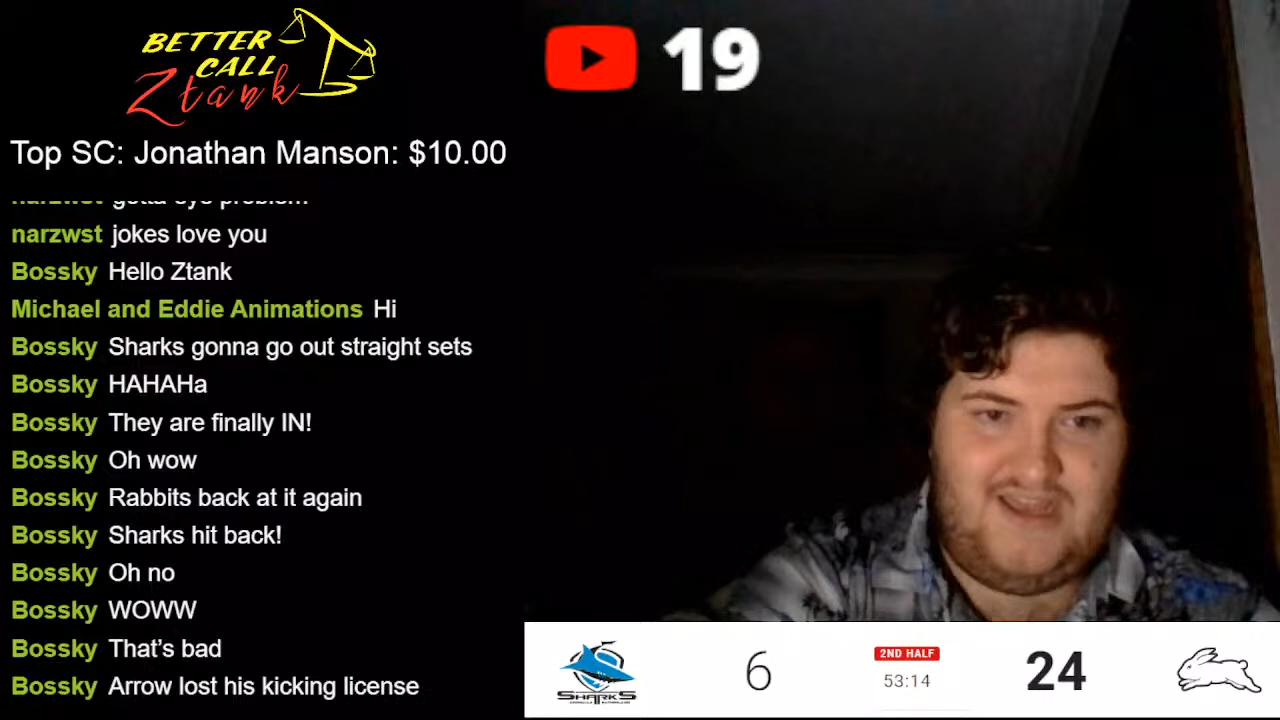 BETTER
CALL
Ztank
19
Top SC: Jonathan Manson: $10.00
narzwst jokes love you
Bossky Hello Ztank
Michael and Eddie Animations Hi
Bossky Sharks gonna go out straight sets
Bossky HAHAHa
Bossky They are finally IN!
Bossky Oh wow
Bossky Rabbits back at it again
Bossky Sharks hit back!
Bossky Oh no
Bossky WOWW
Bossky That’s bad
Bossky Arrow lost his kicking license
SHARKS
6
2ND HALF
53:14
24